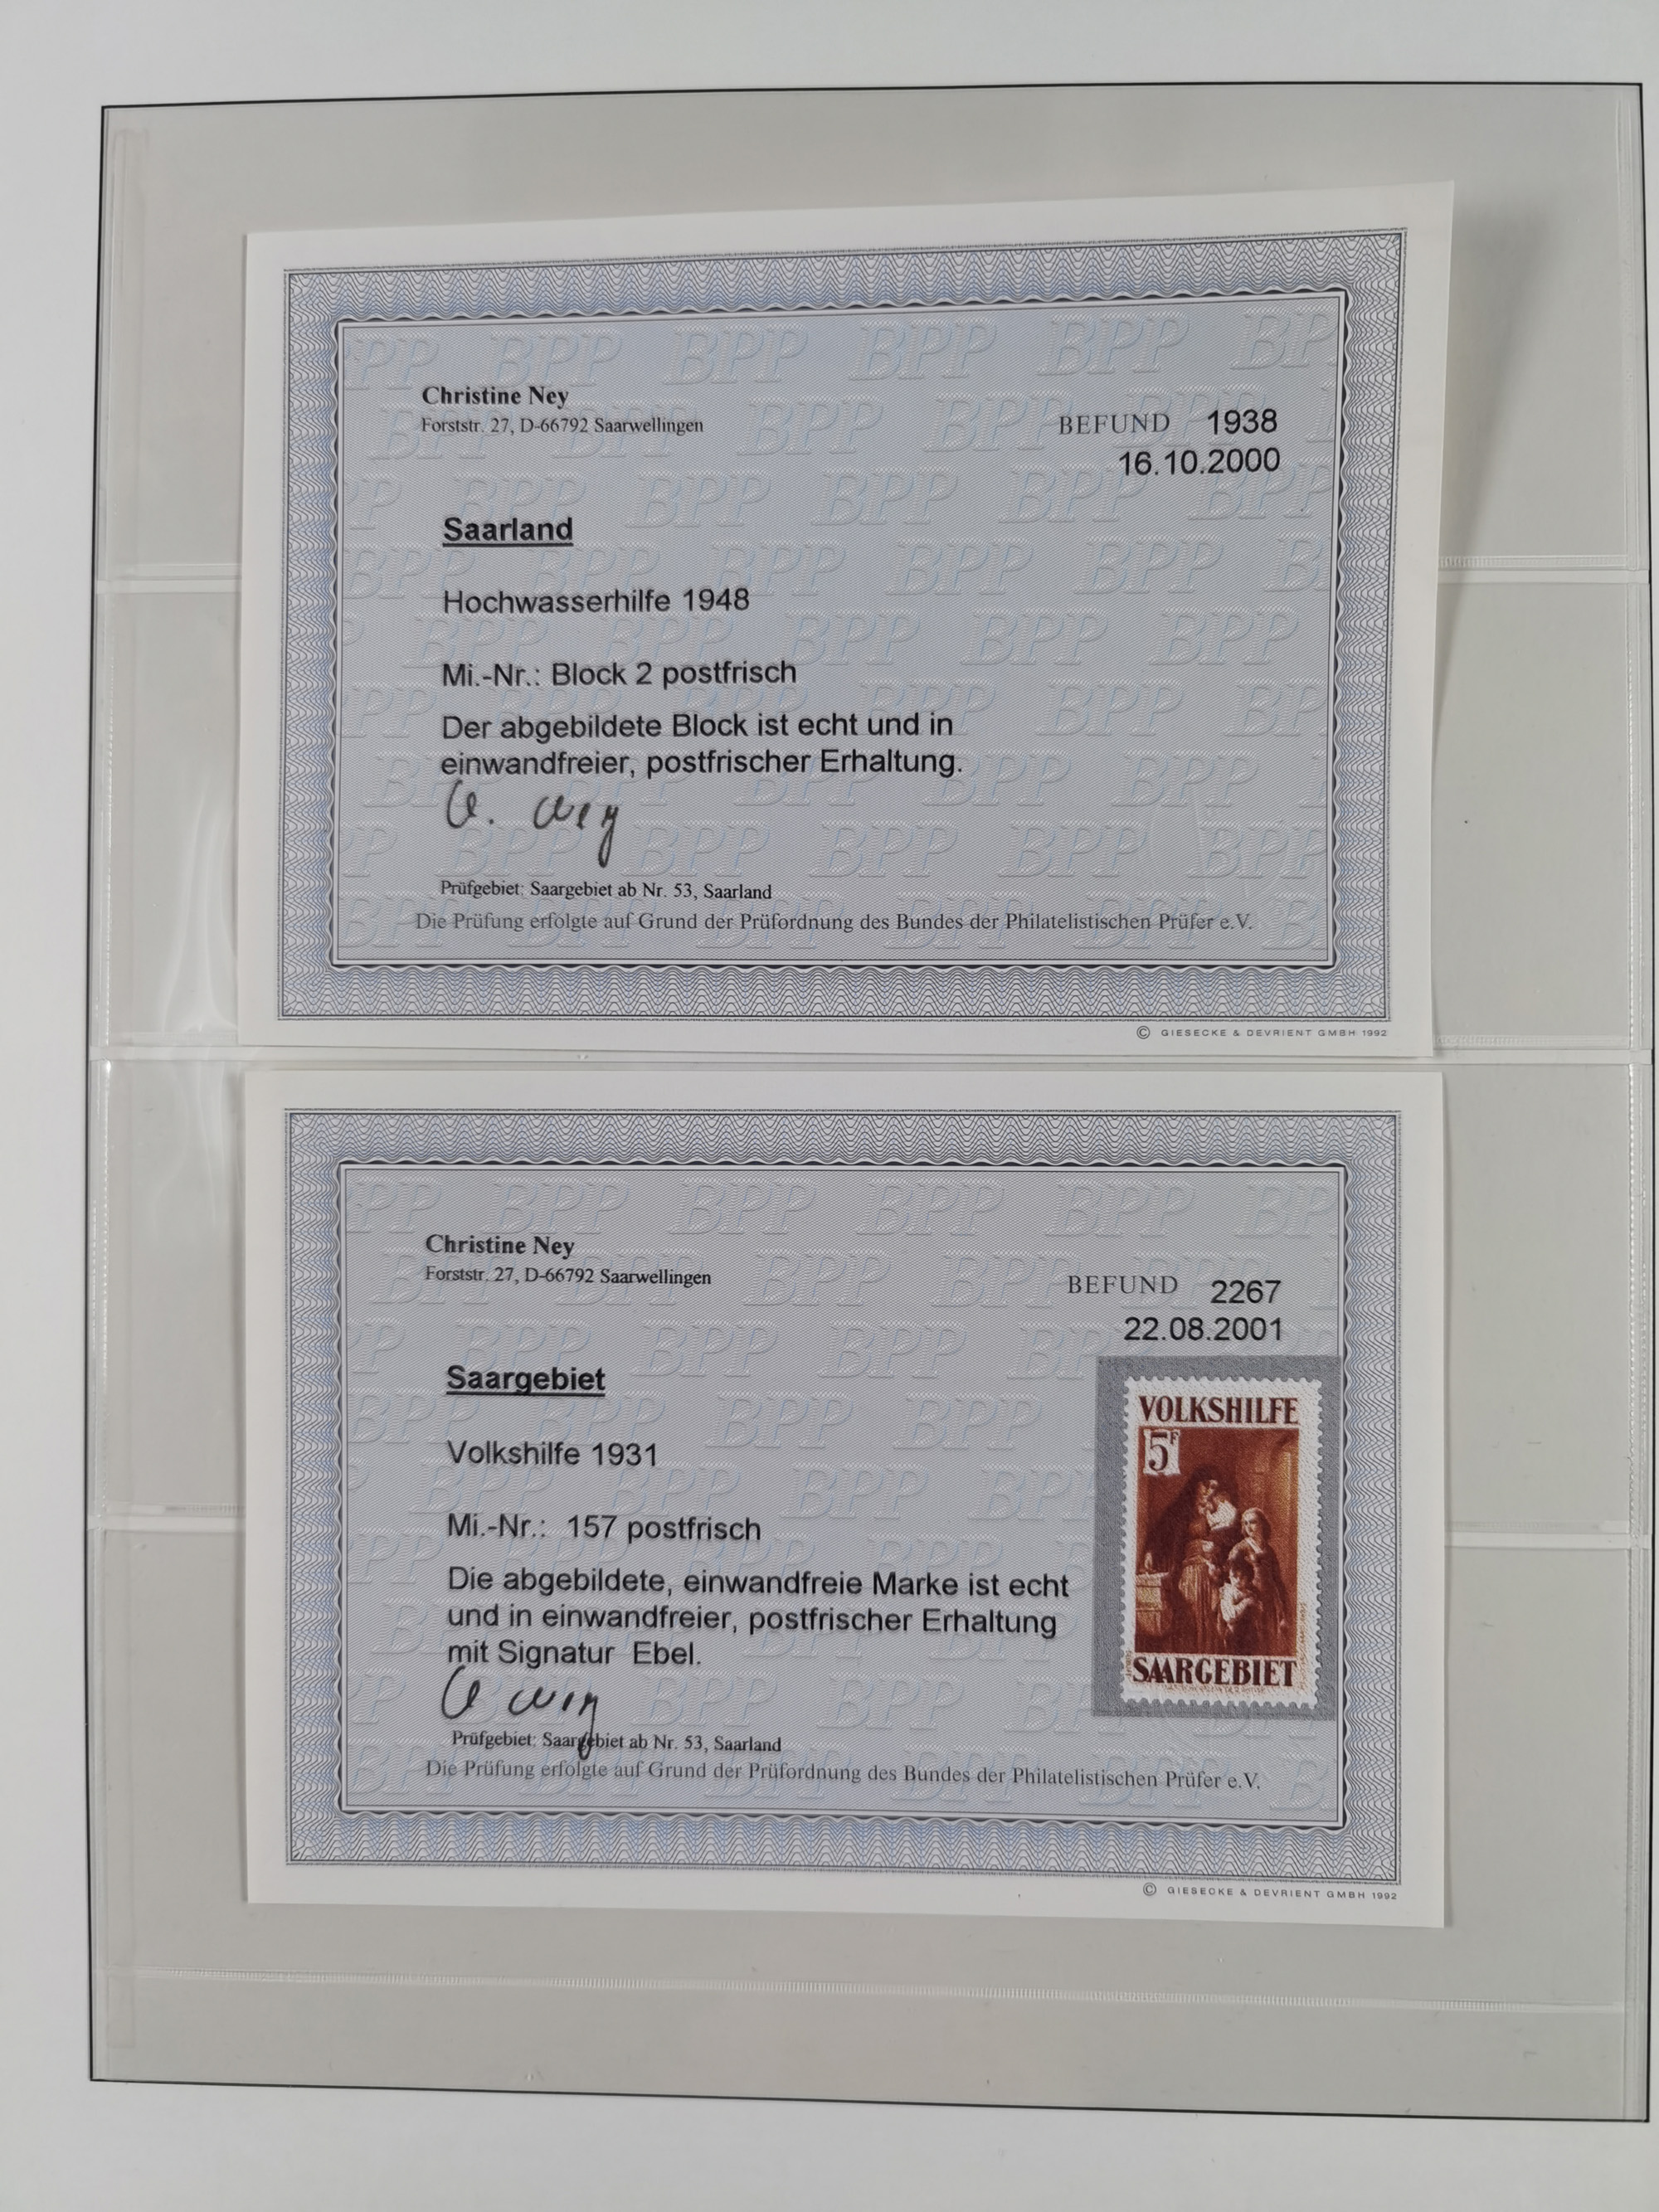 Christine Ney
Forststr. 27, D-66792 Saarwellingen
BEFUND 1938
16.10.2000
Saarland
Hochwasserhilfe 1948
Mi.-Nr.: Block 2 postfrisch
Der abgebildete Block ist echt und in
einwandfreier, postfrischer Erhaltung.
C. Ney
Prüfgebiet: Saargebiet ab Nr. 53, Saarland
Die Prüfung erfolgte auf Grund der Prüfordnung des Bundes der Philatelistischen Prüfer e.V.
© GIESECKE & DEVRIENT GMBH 1992
Christine Ney
Forststr. 27, D-66792 Saarwellingen
BEFUND 2267
22.08.2001
Saargebiet
Volkshilfe 1931
Mi.-Nr.: 157 postfrisch
Die abgebildete, einwandfreie Marke ist echt
und in einwandfreier, postfrischer Erhaltung
mit Signatur Ebel.
C Ney
VOLKSHILFE
5F
SAARGEBIET
Prüfgebiet: Saargebiet ab Nr. 53, Saarland
Die Prüfung erfolgte auf Grund der Prüfordnung des Bundes der Philatelistischen Prüfer e.V.
© GIESECKE & DEVRIENT GMBH 1992